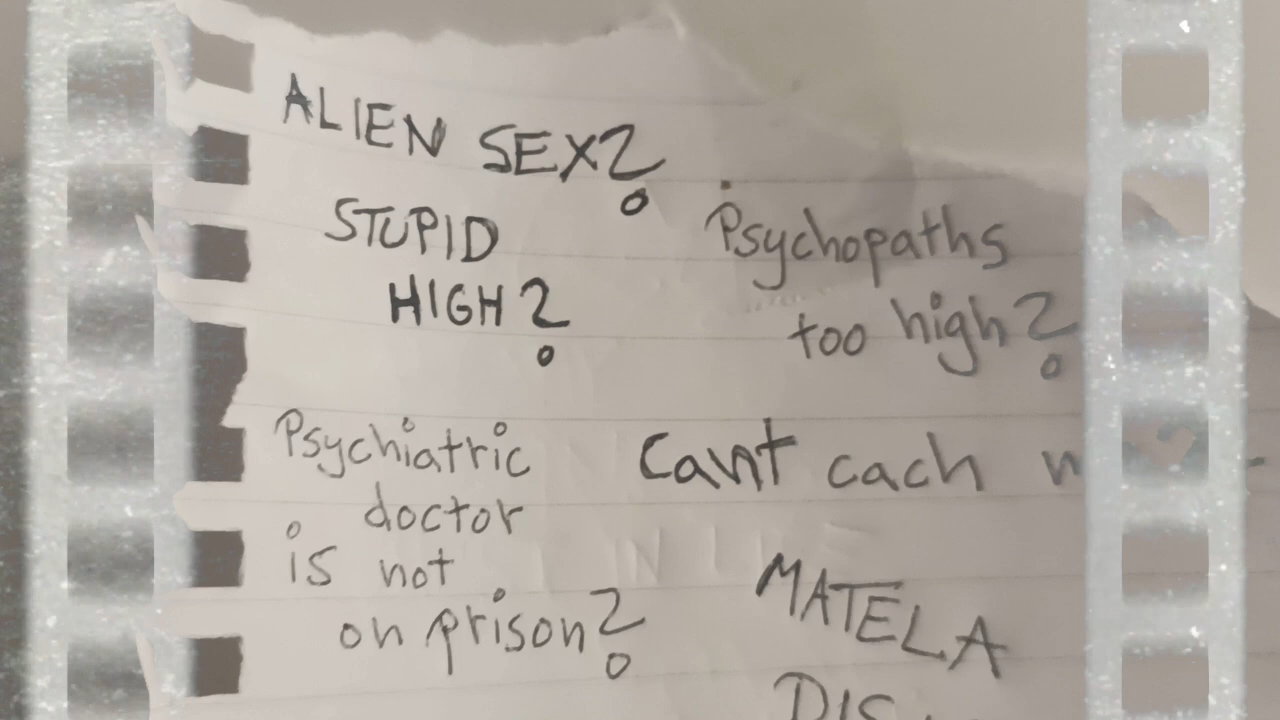 ALIEN SEX?
STUPID
HIGH?
Psychopaths
too high?
Psychiatric
doctor
is not
on prison?
Cant cach
MATELA